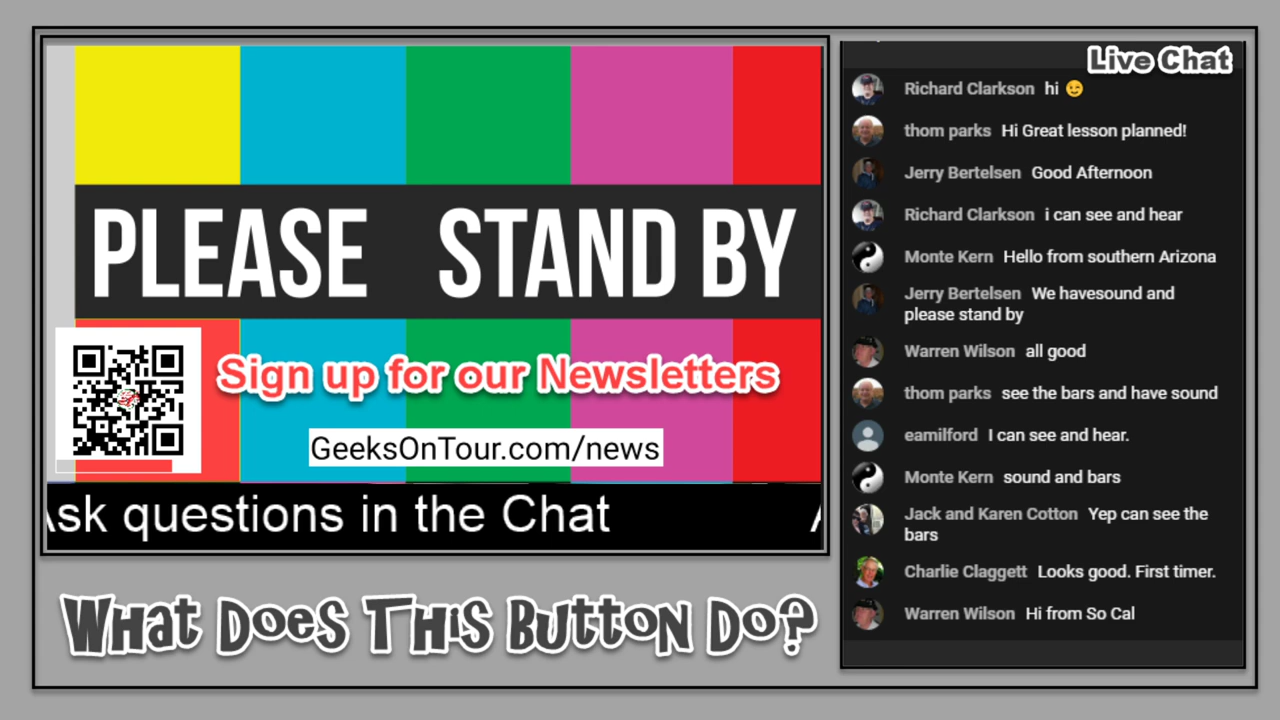 PLEASE STAND BY
Sign up for our Newsletters
GeeksOnTour.com/news
Ask questions in the Chat
What Does This Button Do?
Live Chat
Richard Clarkson hi 😉
thom parks Hi Great lesson planned!
Jerry Bertelsen Good Afternoon
Richard Clarkson i can see and hear
Monte Kern Hello from southern Arizona
Jerry Bertelsen We havesound and
please stand by
Warren Wilson all good
thom parks see the bars and have sound
eamilford I can see and hear.
Monte Kern sound and bars
Jack and Karen Cotton Yep can see the
bars
Charlie Claggett Looks good. First timer.
Warren Wilson Hi from So Cal